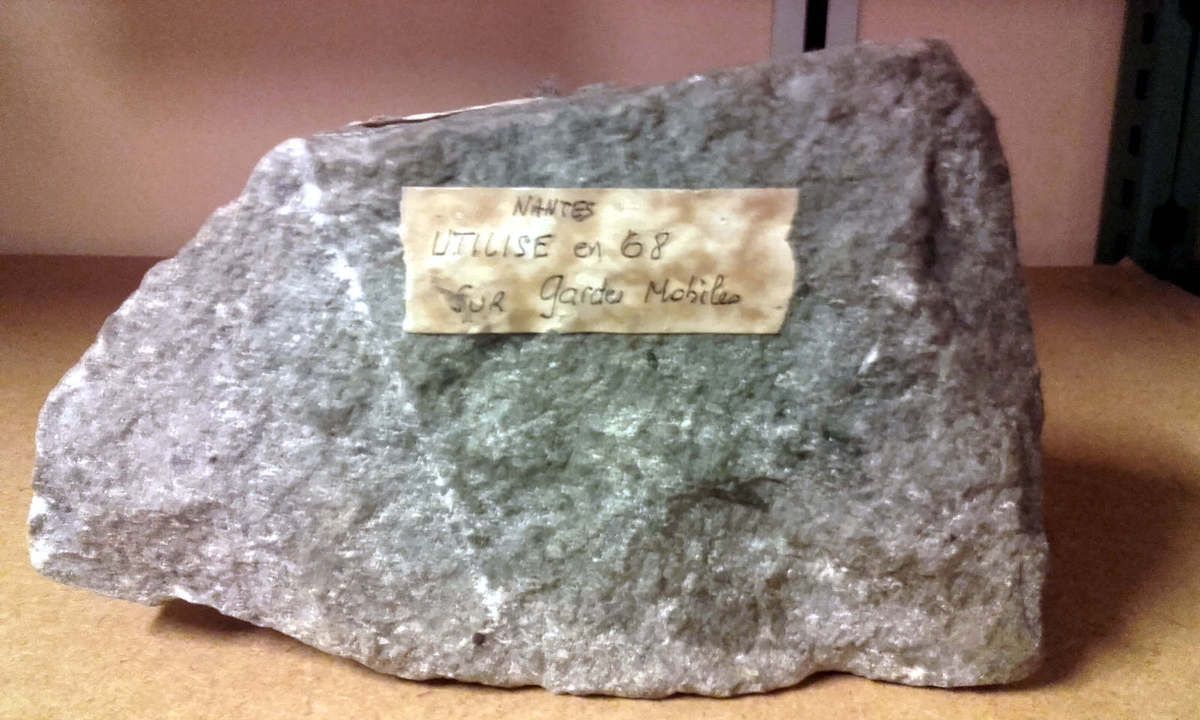 NANTES
UTILISE en 68
SUR gardes Mobiles